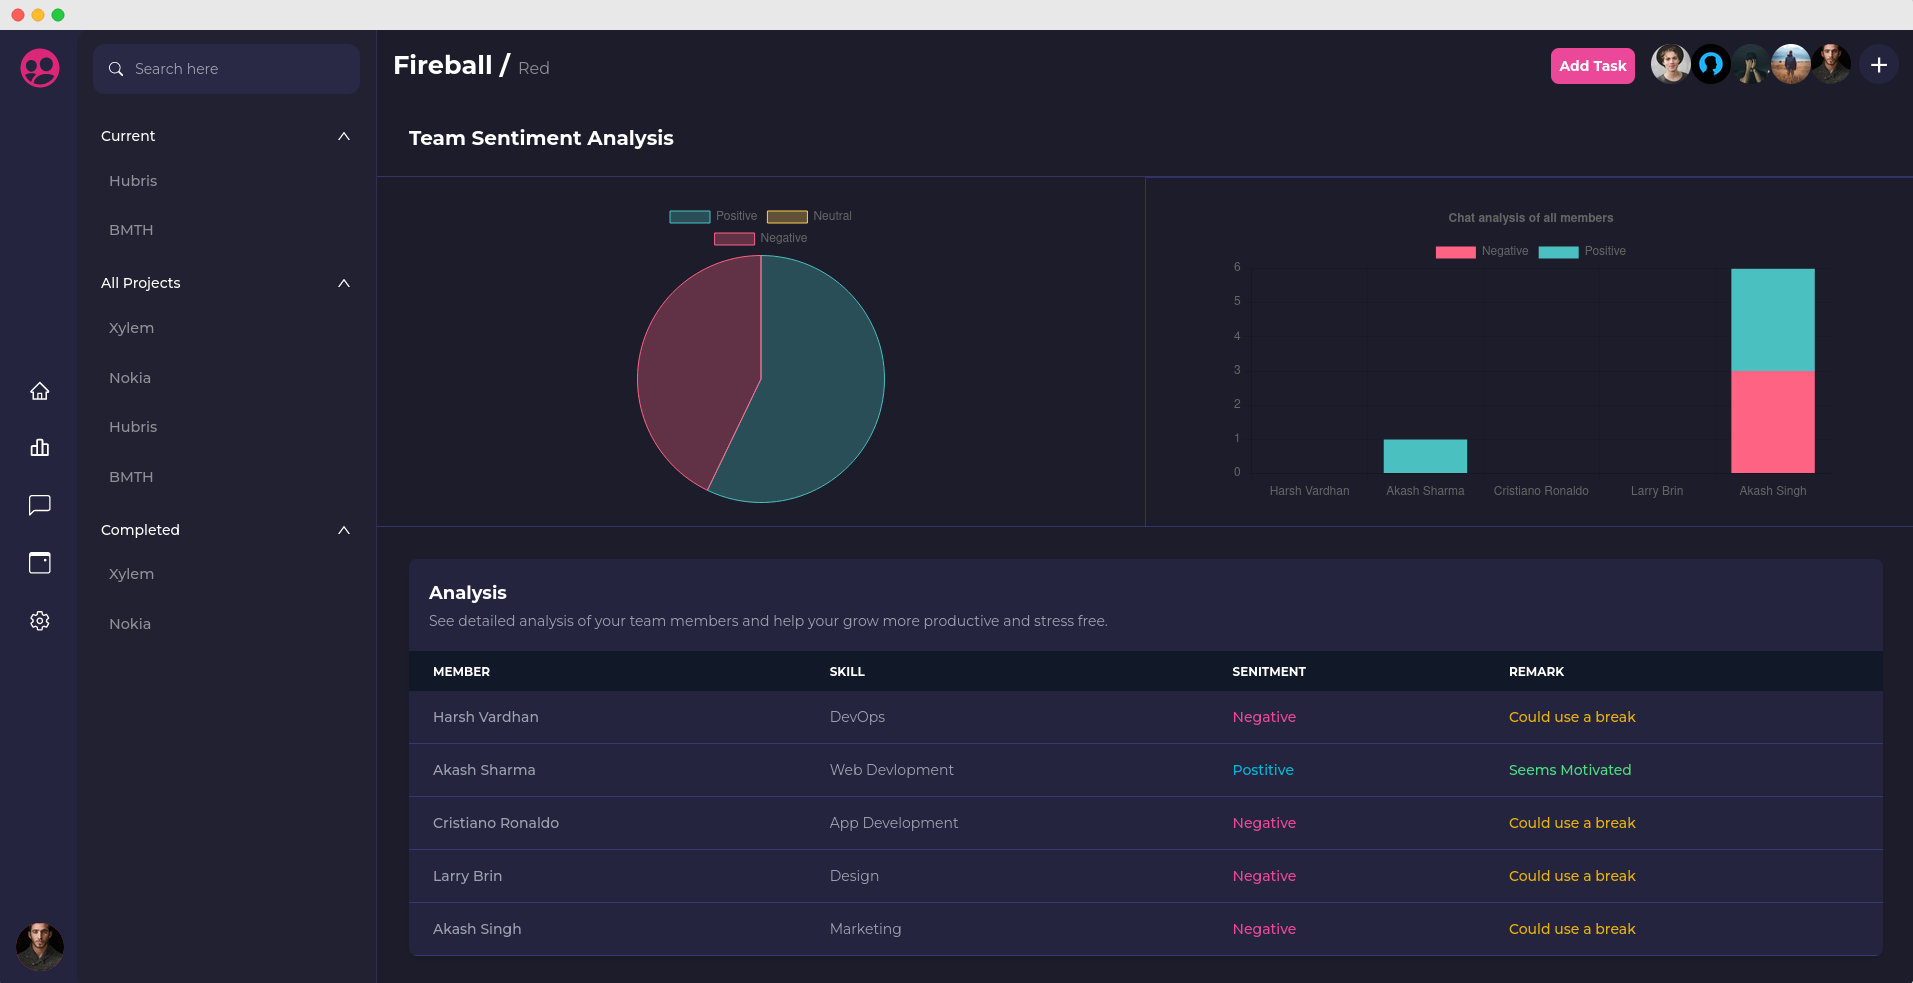 Search here
Current
Hubris
BMTH
All Projects
Xylem
Nokia
Hubris
BMTH
Completed
Xylem
Nokia
Fireball / Red
Add Task
Team Sentiment Analysis
Positive Neutral
Negative
Chat analysis of all members
Negative Positive
6
5
4
3
2
1
0
Harsh Vardhan Akash Sharma Cristiano Ronaldo Larry Brin Akash Singh
Analysis
See detailed analysis of your team members and help your grow more productive and stress free.
MEMBER SKILL SENITMENT REMARK
Harsh Vardhan DevOps Negative Could use a break
Akash Sharma Web Devlopment Postitive Seems Motivated
Cristiano Ronaldo App Development Negative Could use a break
Larry Brin Design Negative Could use a break
Akash Singh Marketing Negative Could use a break